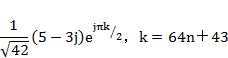 1/√42 (5 − 3j)e^{jπk/2}, k = 64n+43